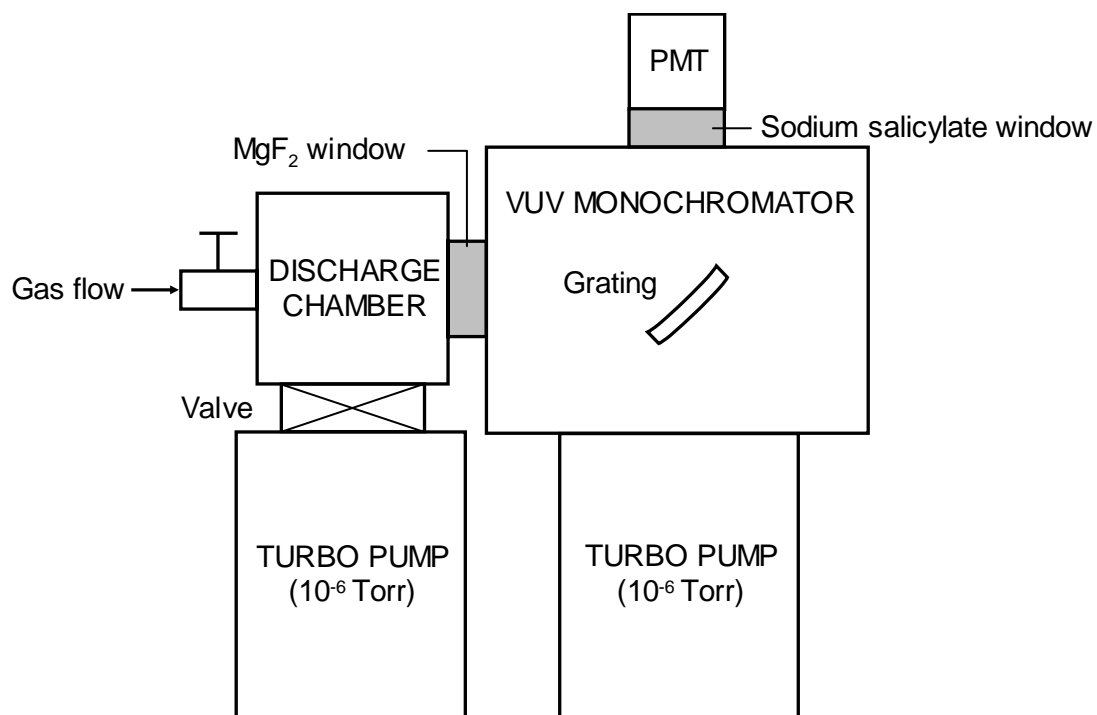 PMT
Sodium salicylate window
MgF₂ window
VUV MONOCHROMATOR
DISCHARGE
CHAMBER
Grating
Gas flow
Valve
TURBO PUMP
(10⁻⁶ Torr)
TURBO PUMP
(10⁻⁶ Torr)